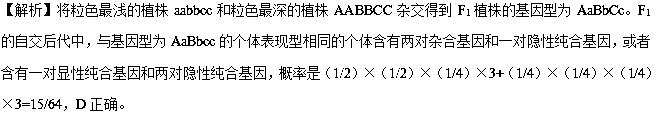 【解析】将粒色最浅的植株 aabbcc 和粒色最深的植株 AABBCC 杂交得到 F₁ 植株的基因型为 AaBbCc。F₁
的自交后代中，与基因型为 AaBbcc 的个体表现型相同的个体含有两对杂合基因和一对隐性纯合基因，或者
含有一对显性纯合基因和两对隐性纯合基因，概率是（1/2）×（1/2）×（1/4）×3+（1/4）×（1/4）×（1/4）
×3=15/64，D 正确。